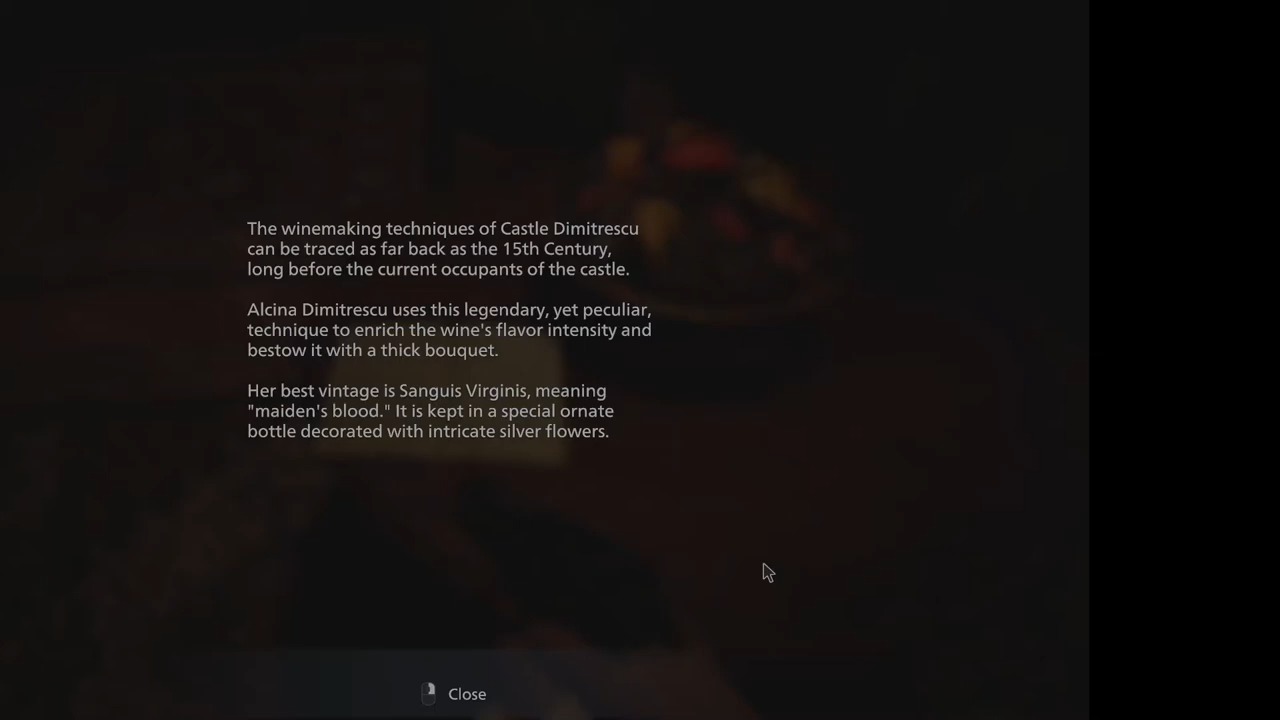 The winemaking techniques of Castle Dimitrescu
can be traced as far back as the 15th Century,
long before the current occupants of the castle.
Alcina Dimitrescu uses this legendary, yet peculiar,
technique to enrich the wine's flavor intensity and
bestow it with a thick bouquet.
Her best vintage is Sanguis Virginis, meaning
"maiden's blood." It is kept in a special ornate
bottle decorated with intricate silver flowers.
Close